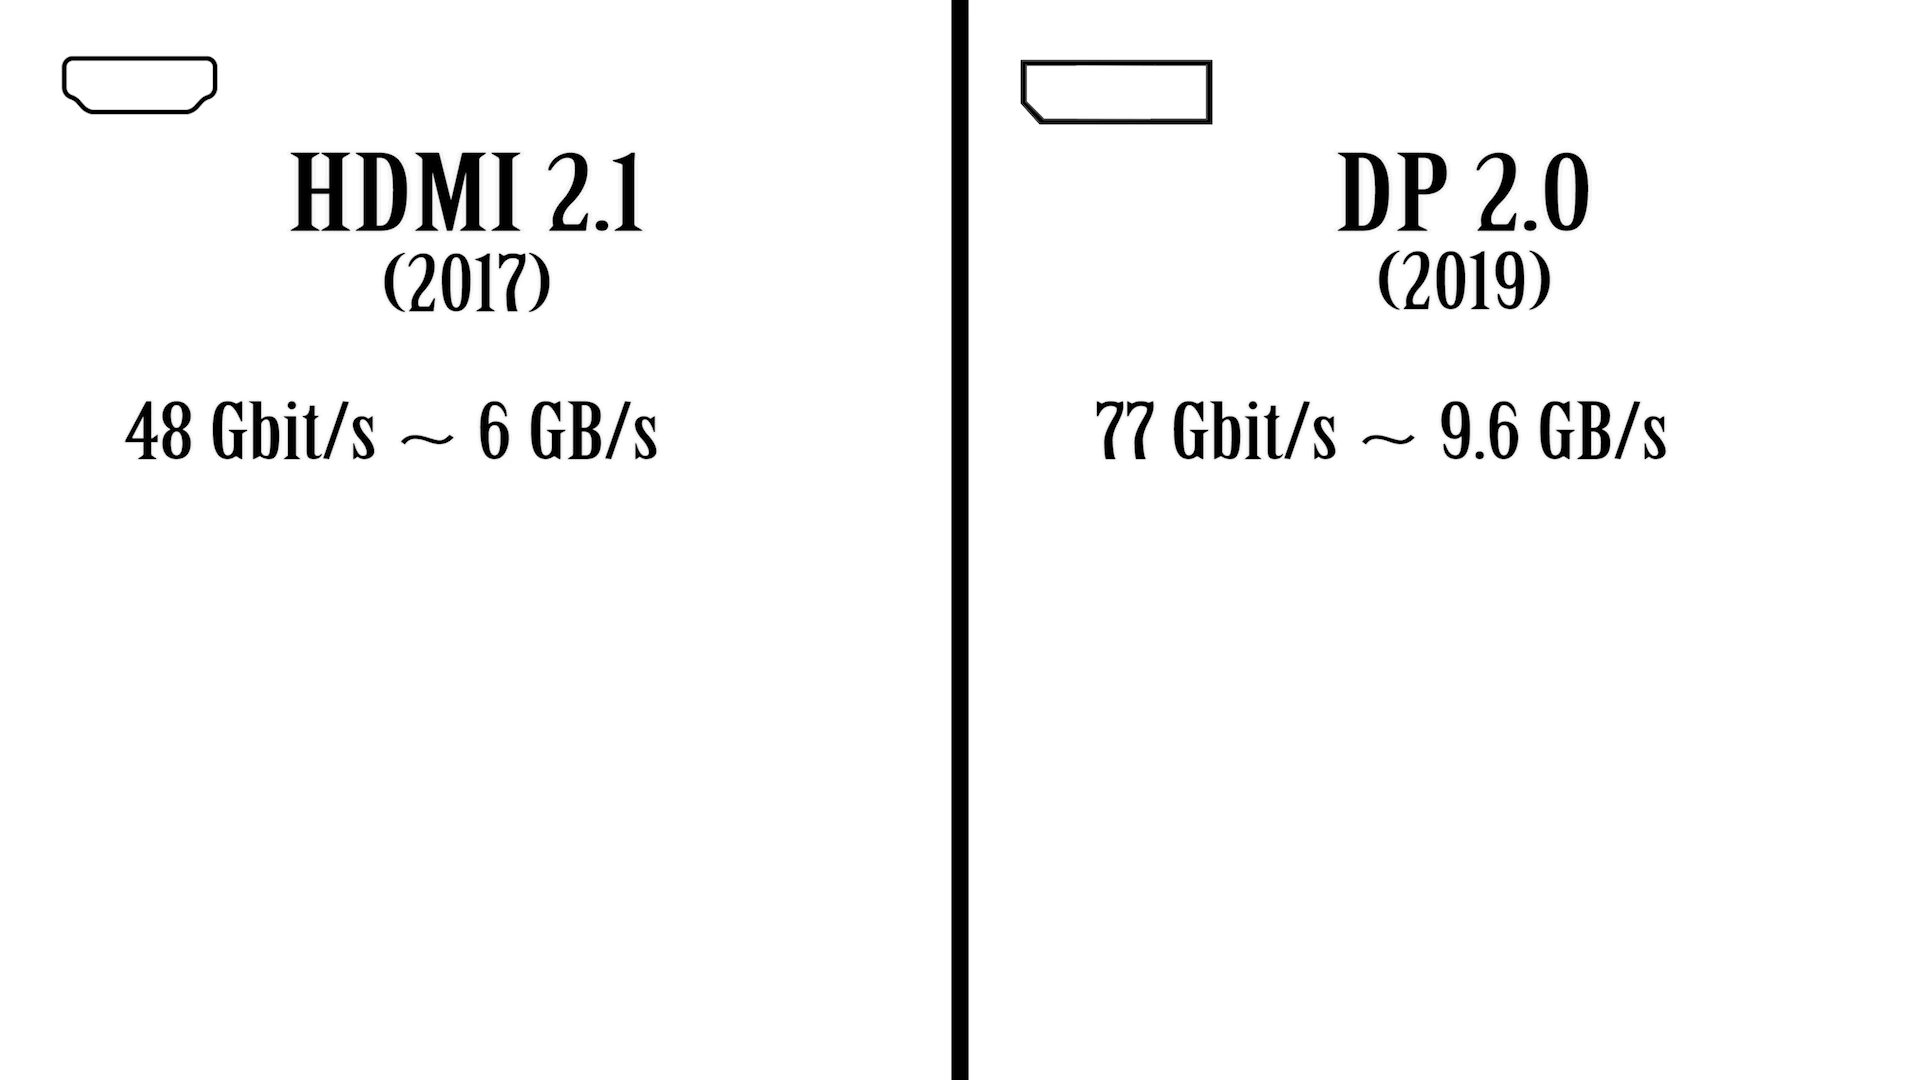 HDMI 2.1
(2017)
48 Gbit/s ~ 6 GB/s
DP 2.0
(2019)
77 Gbit/s ~ 9.6 GB/s